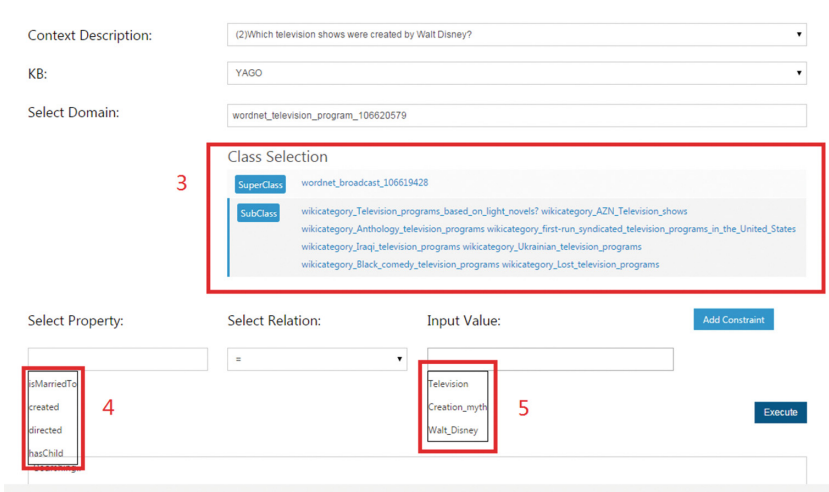 Context Description:
(2)Which television shows were created by Walt Disney?
KB:
YAGO
Select Domain:
wordnet_television_program_106620579
Class Selection
3
SuperClass
wordnet_broadcast_106619428
SubClass
wikicategory_Television_programs_based_on_light_novels? wikicategory_AZN_Television_shows
wikicategory_Anthology_television_programs wikicategory_first-run_syndicated_television_programs_in_the_United_States
wikicategory_Iraqi_television_programs wikicategory_Ukrainian_television_programs
wikicategory_Black_comedy_television_programs wikicategory_Lost_television_programs
Select Property:
Select Relation:
Input Value:
Add Constraint
=
isMarriedTo
created
directed
hasChild
4
Television
Creation_myth
Walt_Disney
5
Execute
Searching